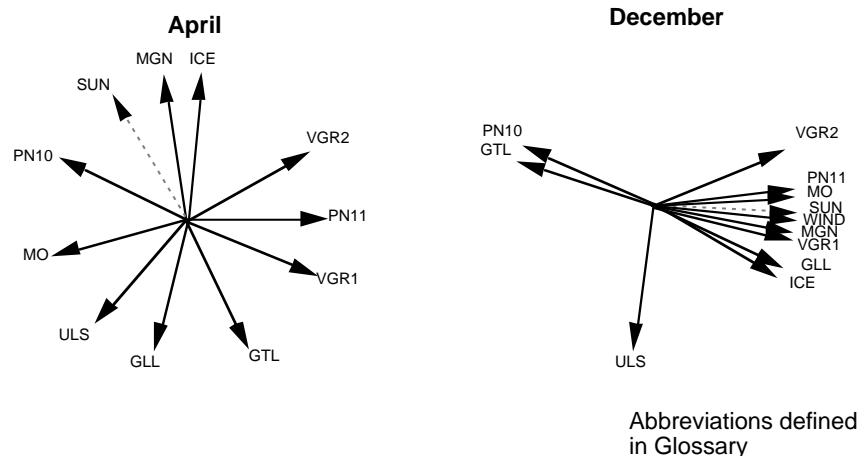 April
MGN ICE
SUN
VGR2
PN10
PN11
MO
VGR1
ULS
GLL
GTL
December
PN10
VGR2
GTL
PN11
MO
SUN
WIND
MGN
VGR1
GLL
ICE
ULS
Abbreviations defined
in Glossary